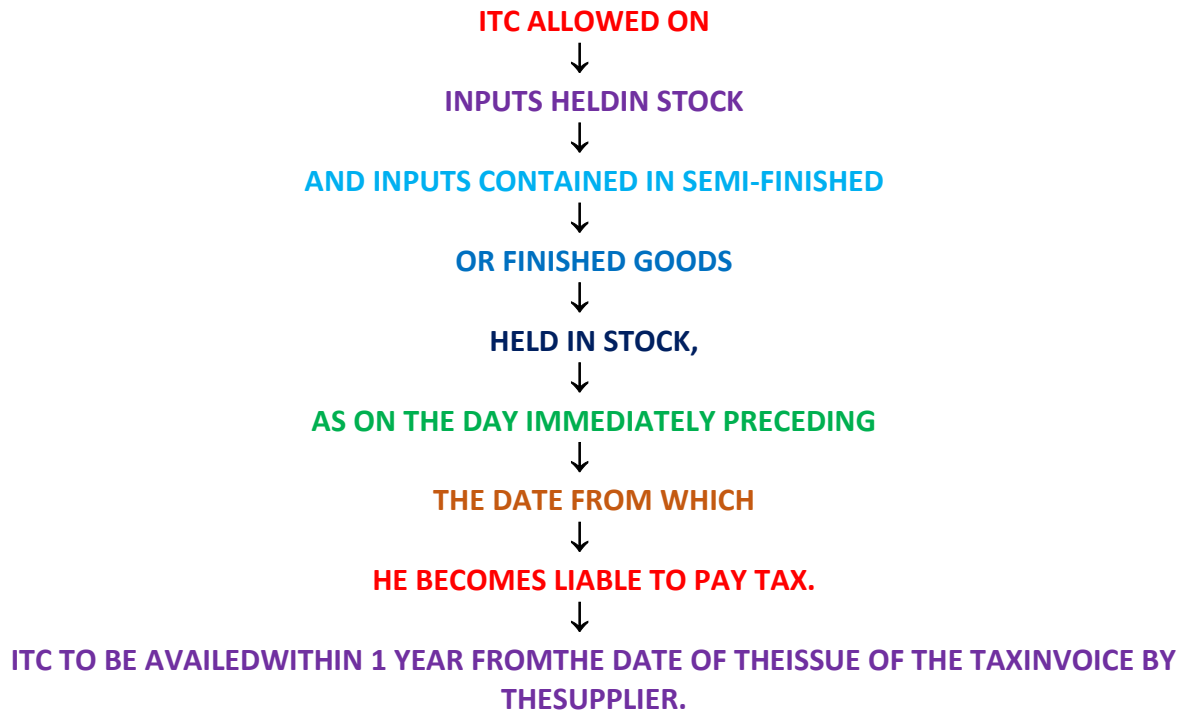 ITC ALLOWED ON
↓
INPUTS HELDIN STOCK
↓
AND INPUTS CONTAINED IN SEMI-FINISHED
↓
OR FINISHED GOODS
↓
HELD IN STOCK,
↓
AS ON THE DAY IMMEDIATELY PRECEDING
↓
THE DATE FROM WHICH
↓
HE BECOMES LIABLE TO PAY TAX.
↓
ITC TO BE AVAILEDWITHIN 1 YEAR FROMTHE DATE OF THEISSUE OF THE TAXINVOICE BY
THESUPPLIER.